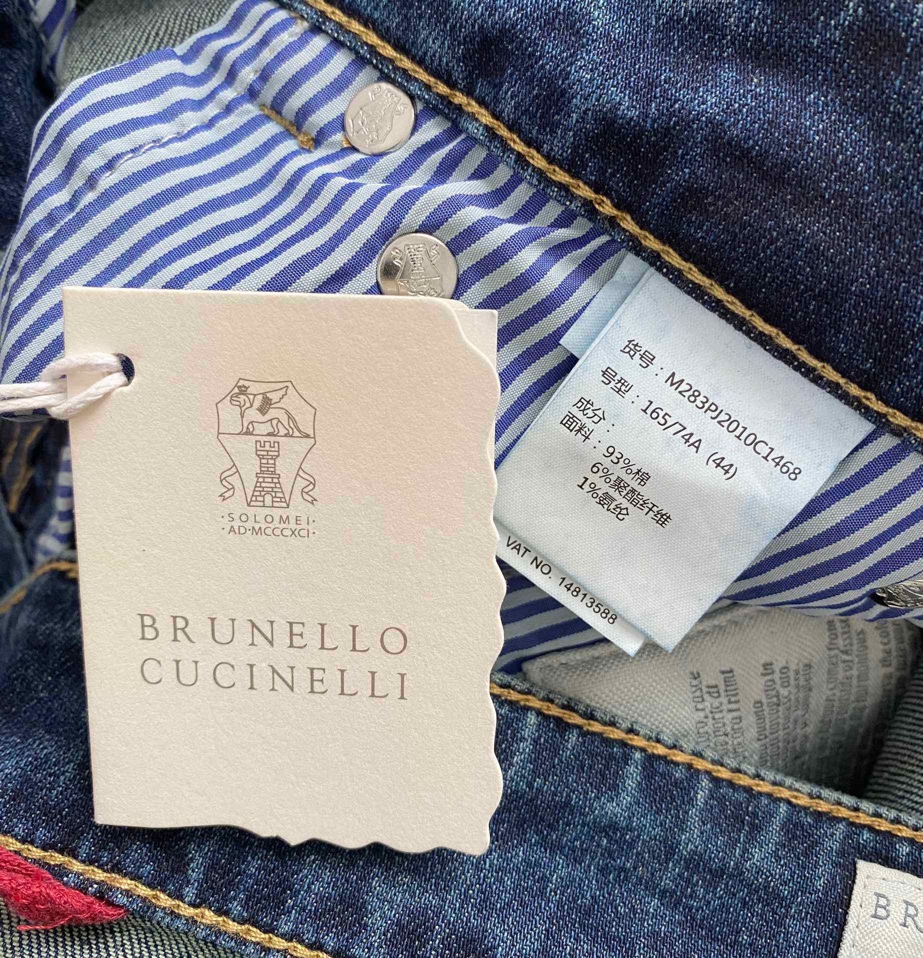 ·SOLOMEI·
·AD·MCCCXCI·
BRUNELLO
CUCINELLI
货号：M283PJ2010C1468
号型：165/74A (44)
成分：
面料：93%棉
6%聚酯纤维
1%氨纶
VAT NO. 14813588
BR